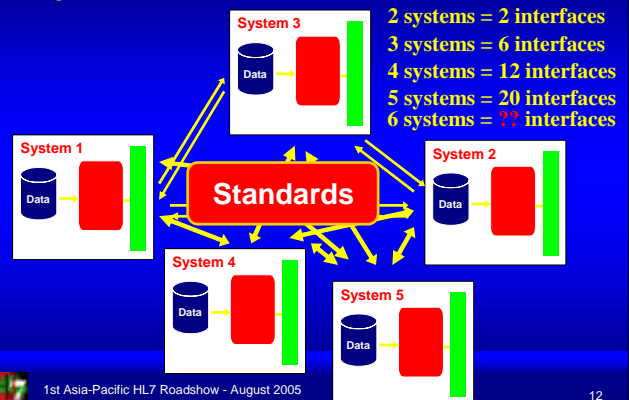 2 systems = 2 interfaces
3 systems = 6 interfaces
4 systems = 12 interfaces
5 systems = 20 interfaces
6 systems = ?? interfaces
System 3
Data
System 1
Data
Standards
System 2
Data
System 4
Data
System 5
Data
1st Asia-Pacific HL7 Roadshow - August 2005
12